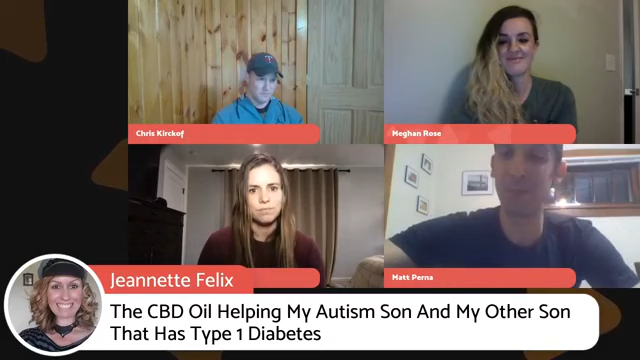 Chris Kirckof
Meghan Rose
Matt Perna
Jeannette Felix
The CBD Oil Helping My Autism Son And My Other Son
That Has Type 1 Diabetes